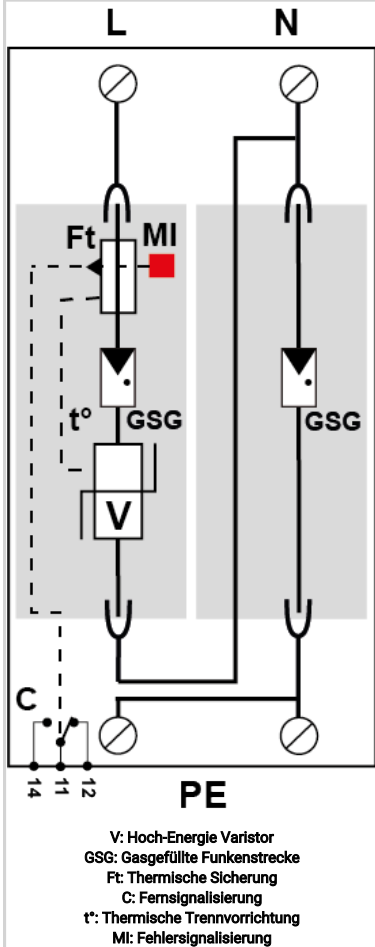 L N
Ft MI
t° GSG GSG
V
C
14 11 12
PE
V: Hoch-Energie Varistor
GSG: Gasgefüllte Funkenstrecke
Ft: Thermische Sicherung
C: Fernsignalisierung
t°: Thermische Trennvorrichtung
MI: Fehlersignalisierung